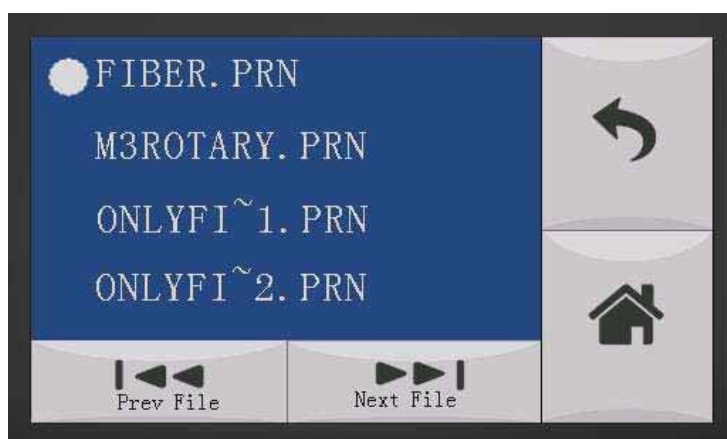 FIBER.PRN
M3ROTARY.PRN
ONLYFI~1.PRN
ONLYFI~2.PRN
Prev File
Next File